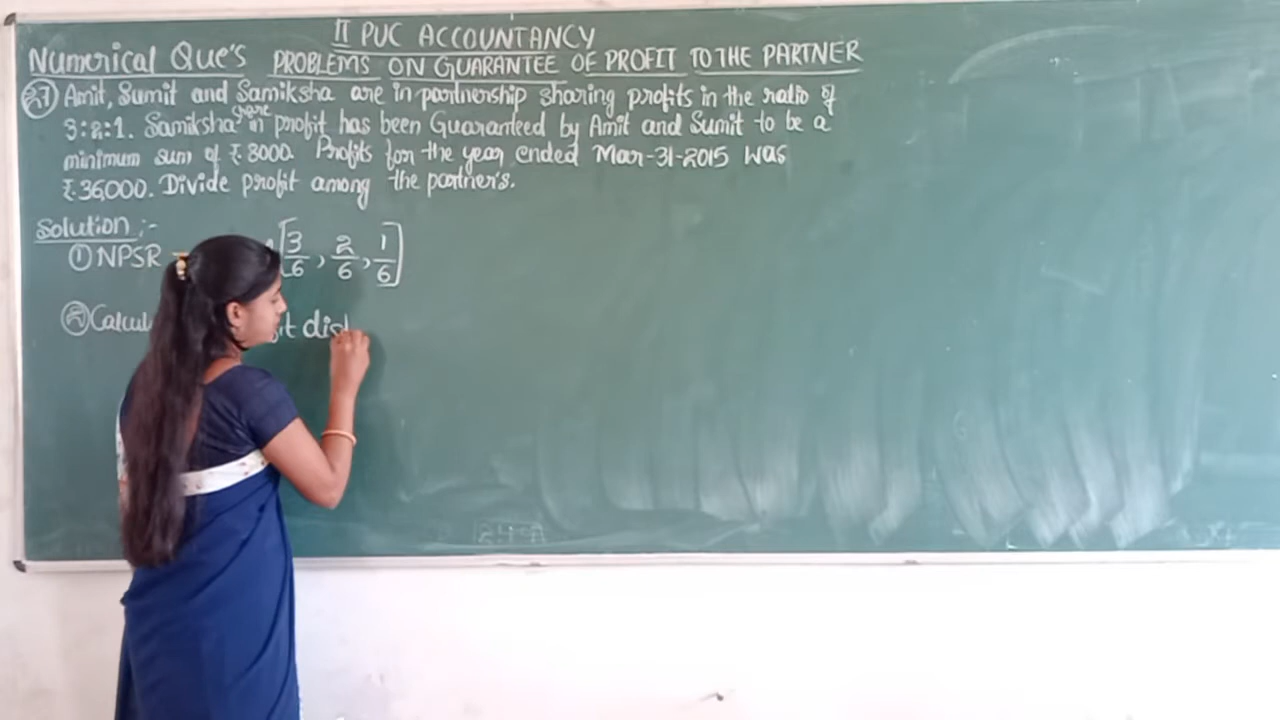 II PUC ACCOUNTANCY
Numerical Que's PROBLEMS ON GUARANTEE OF PROFIT TO THE PARTNER
27 Amit, Sumit and Samiksha are in partnership sharing profits in the ratio of
3:2:1. Samiksha share in profit has been Guaranteed by Amit and Sumit to be a
minimum sum of ₹.8000. Profits for the year ended Mar-31-2015 was
₹.36,000. Divide profit among the partner's.
Solution:-
① NPSR [3/6, 2/6, 1/6]
②